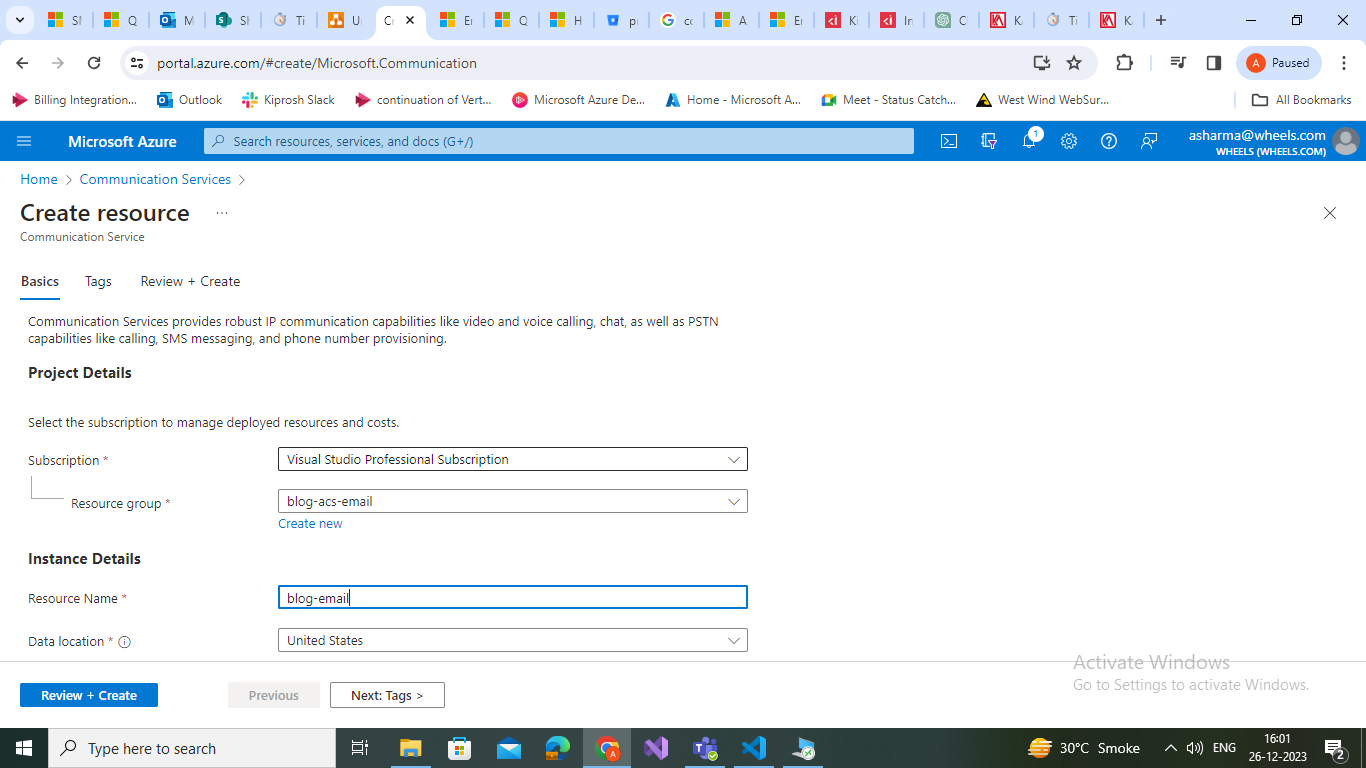 Sh
Q
M
Sh
Ti
U
Cr
Er
Q
H
pr
cc
A
Er
Ki
In
Cl
K
Ti
K
portal.azure.com/#create/Microsoft.Communication
A Paused
Billing Integration...
Outlook
Kiprosh Slack
continuation of Vert...
Microsoft Azure De...
Home - Microsoft A...
Meet - Status Catch...
West Wind WebSur...
All Bookmarks
Microsoft Azure
Search resources, services, and docs (G+/)
1
asharma@wheels.com
WHEELS (WHEELS.COM)
Home > Communication Services >
Create resource ...
Communication Service
Basics Tags Review + Create
Communication Services provides robust IP communication capabilities like video and voice calling, chat, as well as PSTN
capabilities like calling, SMS messaging, and phone number provisioning.
Project Details
Select the subscription to manage deployed resources and costs.
Subscription * Visual Studio Professional Subscription
Resource group * blog-acs-email
Create new
Instance Details
Resource Name * blog-email
Data location * United States
Activate Windows
Go to Settings to activate Windows.
Review + Create Previous Next: Tags >
Type here to search
30°C Smoke
ENG
16:01
26-12-2023
2